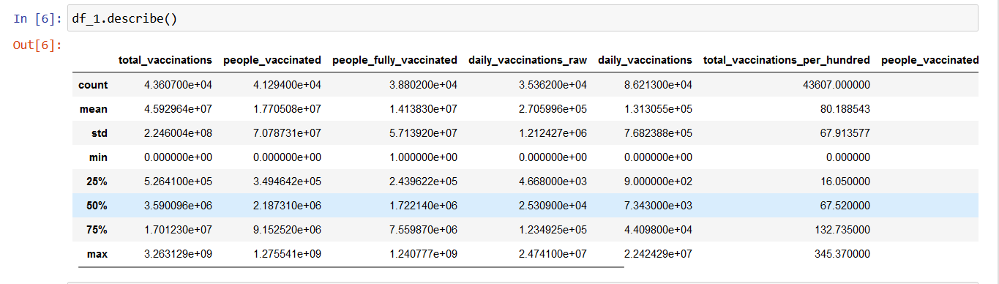 In [6]: df_1.describe()
Out[6]:
total_vaccinations people_vaccinated people_fully_vaccinated daily_vaccinations_raw daily_vaccinations total_vaccinations_per_hundred people_vaccinated
count 4.360700e+04 4.129400e+04 3.880200e+04 3.536200e+04 8.621300e+04 43607.000000
mean 4.592964e+07 1.770508e+07 1.413830e+07 2.705996e+05 1.313055e+05 80.188543
std 2.246004e+08 7.078731e+07 5.713920e+07 1.212427e+06 7.682388e+05 67.913577
min 0.000000e+00 0.000000e+00 1.000000e+00 0.000000e+00 0.000000e+00 0.000000
25% 5.264100e+05 3.494642e+05 2.439622e+05 4.668000e+03 9.000000e+02 16.050000
50% 3.590096e+06 2.187310e+06 1.722140e+06 2.530900e+04 7.343000e+03 67.520000
75% 1.701230e+07 9.152520e+06 7.559870e+06 1.234925e+05 4.409800e+04 132.735000
max 3.263129e+09 1.275541e+09 1.240777e+09 2.474100e+07 2.242429e+07 345.370000